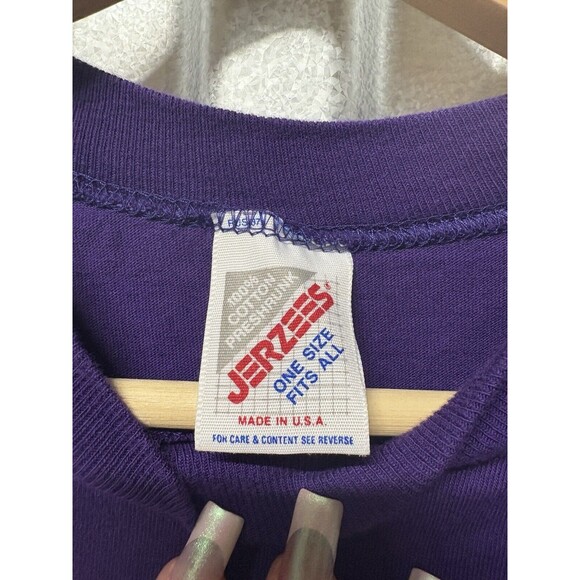 100%
COTTON
PRESHRUNK
JERZEES®
ONE SIZE
FITS ALL
MADE IN U.S.A.
FOR CARE & CONTENT SEE REVERSE